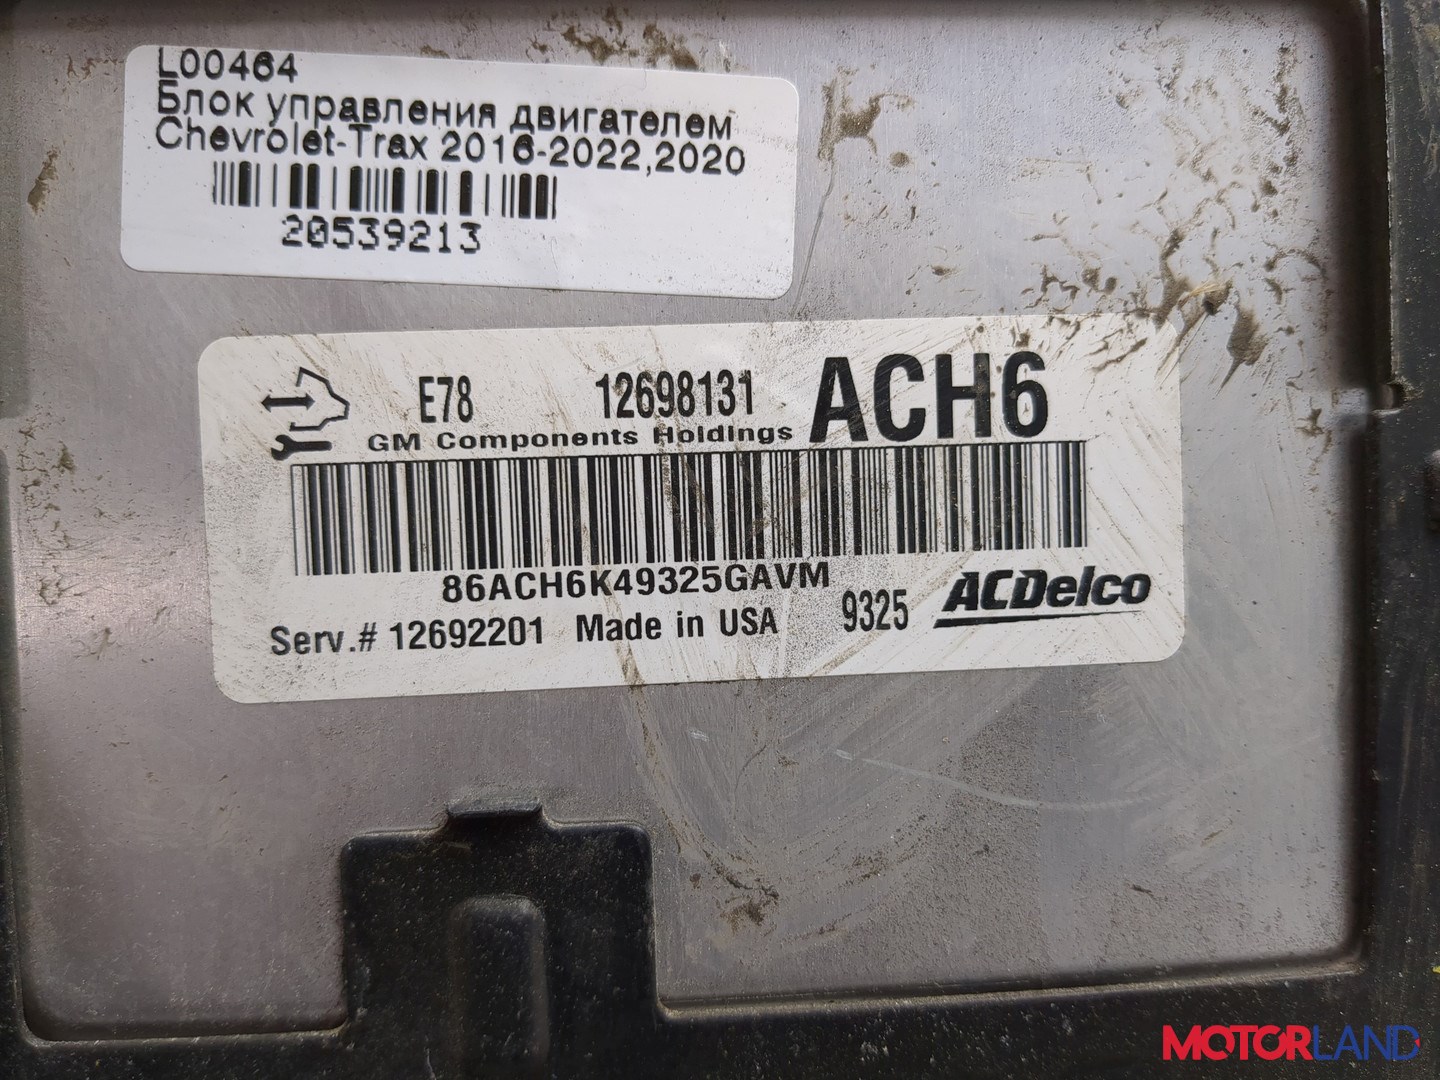 L00464
Блок управления двигателем
Chevrolet-Trax 2016-2022,2020
20539213
E78 12698131 ACH6
GM Components Holdings
86ACH6K49325GAVM
Serv.# 12692201 Made in USA 9325 ACDelco
MOTORLAND